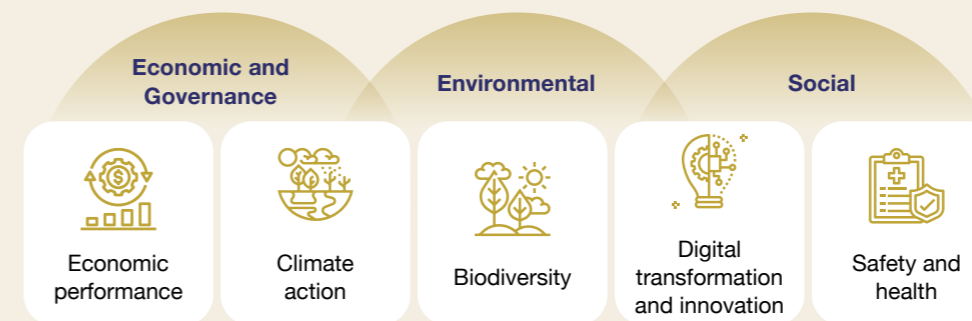 Economic and
Governance
Environmental
Social
Economic
performance
Climate
action
Biodiversity
Digital
transformation
and innovation
Safety and
health